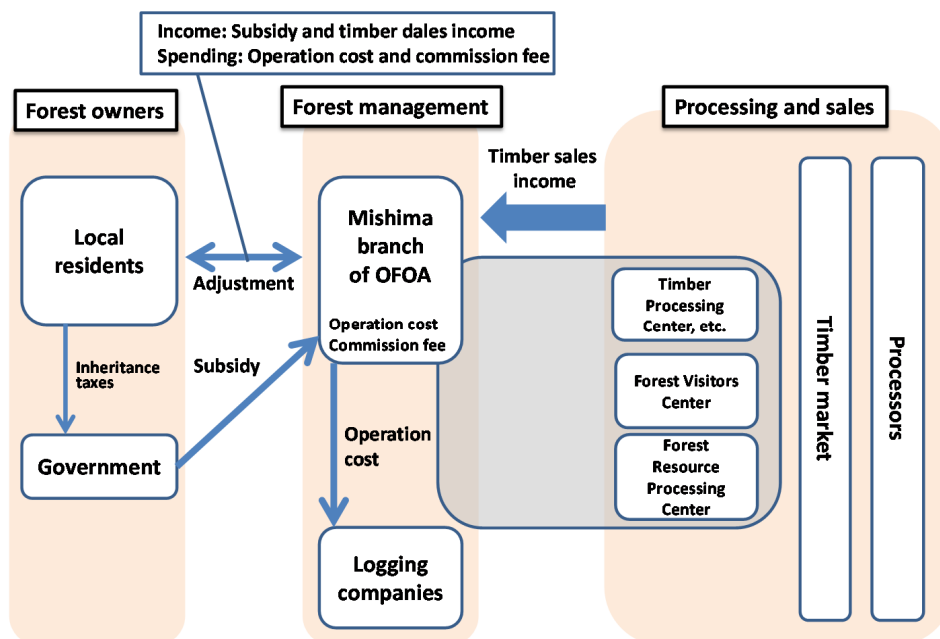 Income: Subsidy and timber dales income
Spending: Operation cost and commission fee
Forest owners
Forest management
Processing and sales
Local
residents
Adjustment
Inheritance
taxes
Government
Subsidy
Mishima
branch
of OFOA
Operation cost
Commission fee
Operation
cost
Logging
companies
Timber sales
income
Timber
Processing
Center, etc.
Forest Visitors
Center
Forest
Resource
Processing
Center
Timber market
Processors